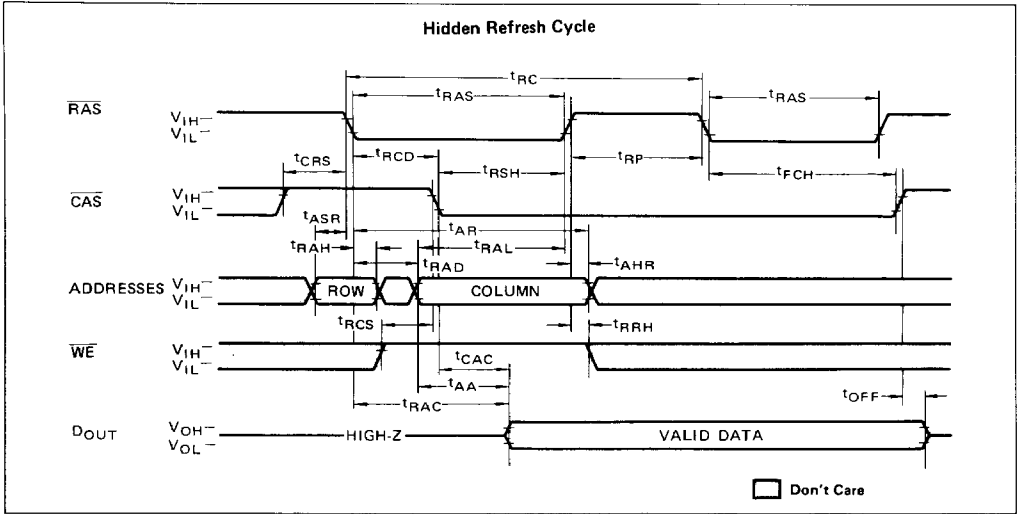 Hidden Refresh Cycle
tRC
tRAS
tRAS
RAS
VIH
VIL
tCRS
tRCD
tRSH
tRP
tFCH
CAS
VIH
VIL
tASR
tAR
tRAH
tRAL
tRAD
tAHR
ADDRESSES
VIH
VIL
ROW
COLUMN
tRCS
tRRH
WE
VIH
VIL
tCAC
tAA
tRAC
tOFF
DOUT
VOH
VOL
HIGH-Z
VALID DATA
Don't Care